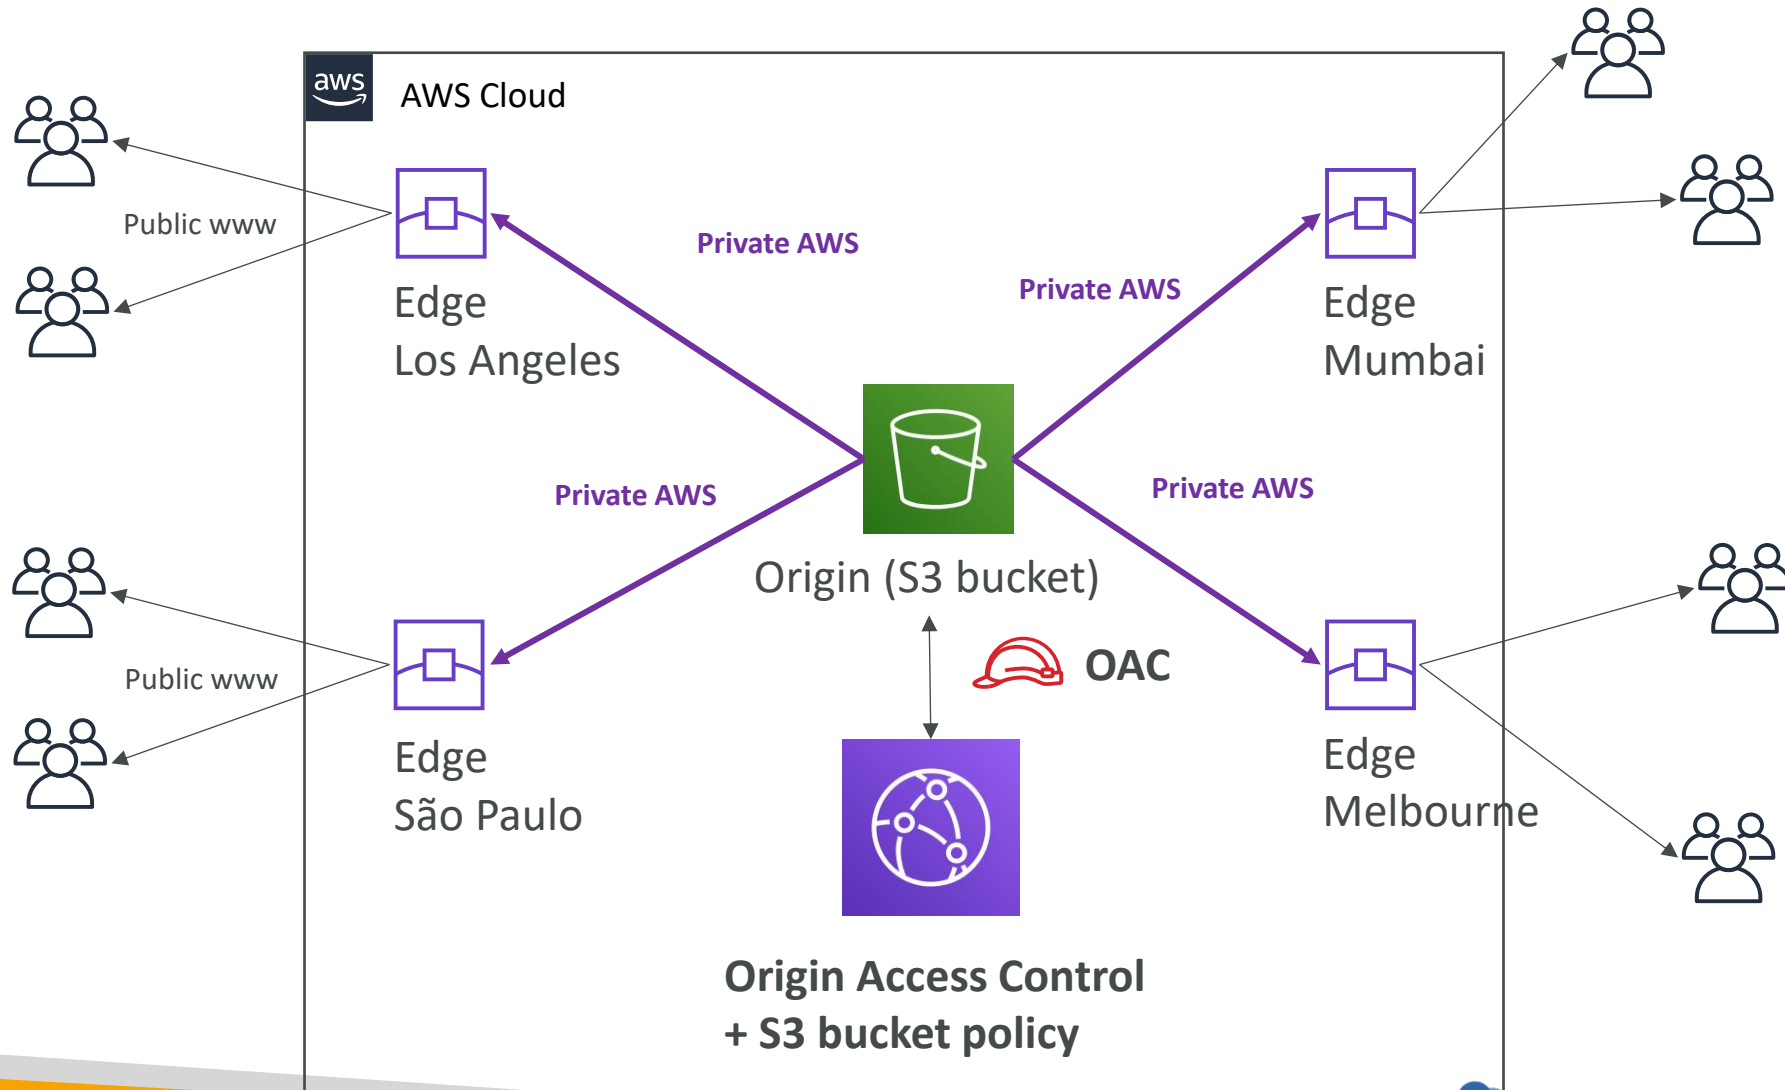 aws
AWS Cloud
Public www
Private AWS
Private AWS
Edge
Los Angeles
Edge
Mumbai
Private AWS
Private AWS
Origin (S3 bucket)
OAC
Public www
Edge
São Paulo
Edge
Melbourne
Origin Access Control
+ S3 bucket policy